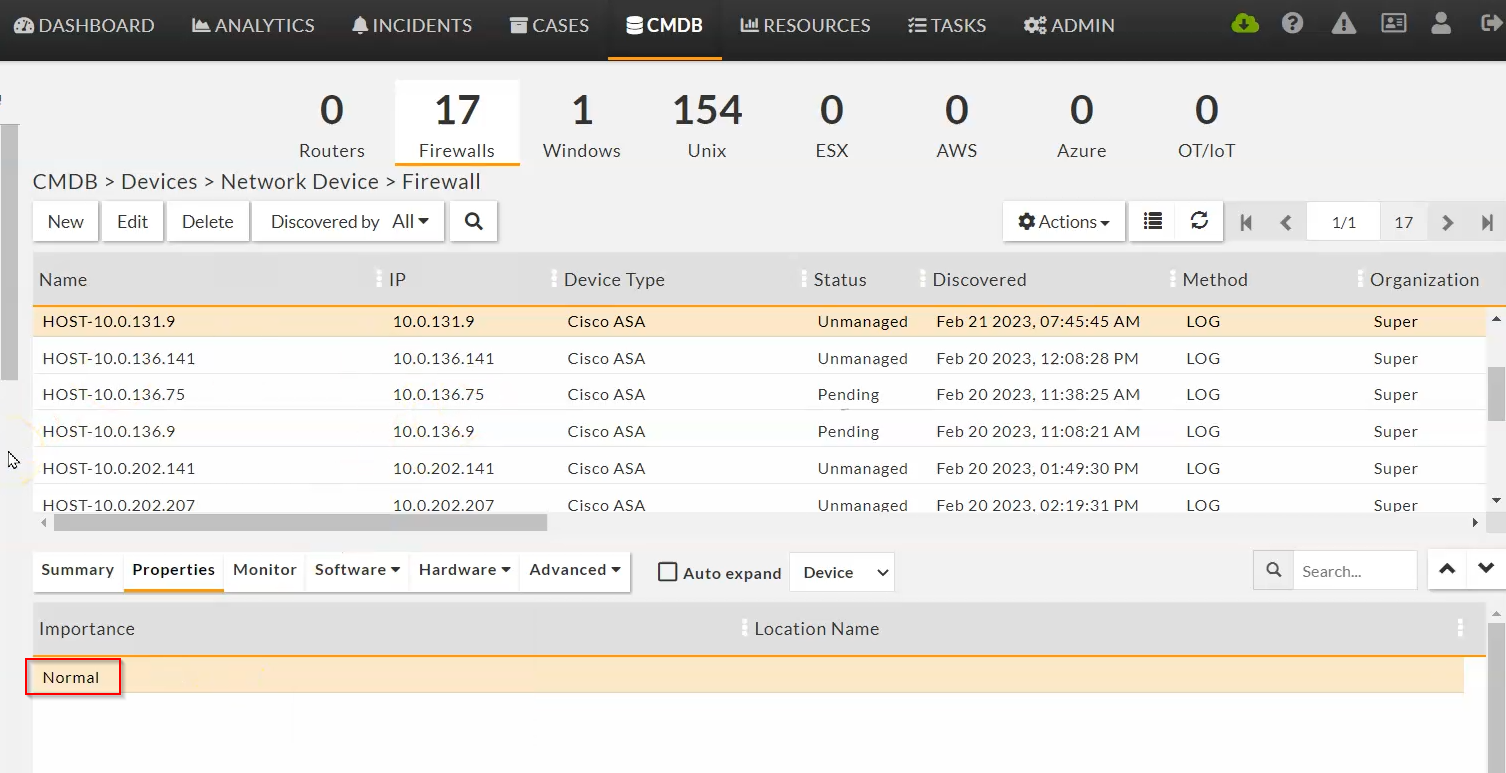 DASHBOARD ANALYTICS INCIDENTS CASES CMDB RESOURCES TASKS ADMIN
0 17 1 154 0 0 0 0
Routers Firewalls Windows Unix ESX AWS Azure OT/IoT
CMDB > Devices > Network Device > Firewall
New Edit Delete Discovered by All Actions 1/1 17
Name IP Device Type Status Discovered Method Organization
HOST-10.0.131.9 10.0.131.9 Cisco ASA Unmanaged Feb 21 2023, 07:45:45 AM LOG Super
HOST-10.0.136.141 10.0.136.141 Cisco ASA Unmanaged Feb 20 2023, 12:08:28 PM LOG Super
HOST-10.0.136.75 10.0.136.75 Cisco ASA Pending Feb 20 2023, 11:38:25 AM LOG Super
HOST-10.0.136.9 10.0.136.9 Cisco ASA Pending Feb 20 2023, 11:08:21 AM LOG Super
HOST-10.0.202.141 10.0.202.141 Cisco ASA Unmanaged Feb 20 2023, 01:49:30 PM LOG Super
HOST-10.0.202.207 10.0.202.207 Cisco ASA Unmanaged Feb 20 2023, 02:19:31 PM LOG Super
Summary Properties Monitor Software Hardware Advanced Auto expand Device Search...
Importance Location Name
Normal